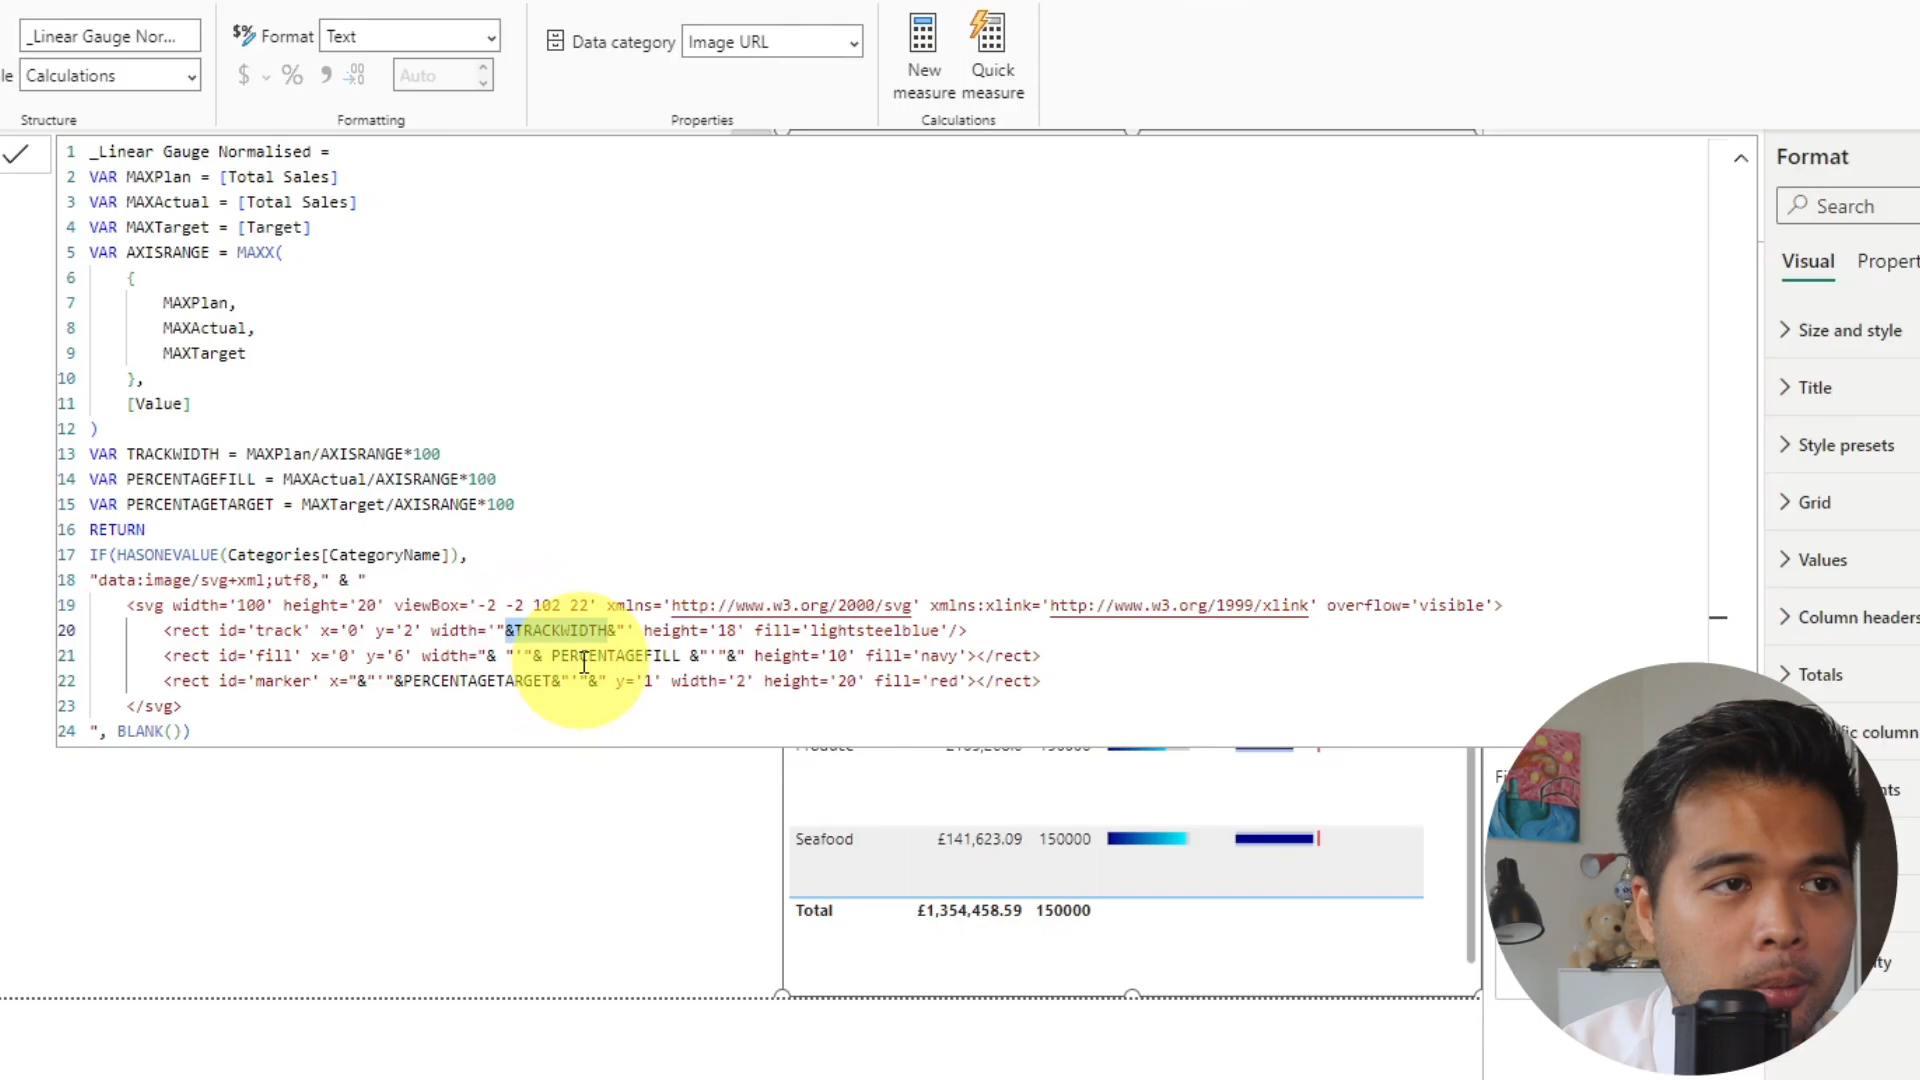 _Linear Gauge Nor...
$% Format Text
Data category Image URL
New measure
Quick measure
le Calculations
$ % , .00 →.0 Auto
Structure
Formatting
Properties
Calculations
1 _Linear Gauge Normalised =
2 VAR MAXPlan = [Total Sales]
3 VAR MAXActual = [Total Sales]
4 VAR MAXTarget = [Target]
5 VAR AXISRANGE = MAXX(
6 {
7 MAXPlan,
8 MAXActual,
9 MAXTarget
10 },
11 [Value]
12 )
13 VAR TRACKWIDTH = MAXPlan/AXISRANGE*100
14 VAR PERCENTAGEFILL = MAXActual/AXISRANGE*100
15 VAR PERCENTAGETARGET = MAXTarget/AXISRANGE*100
16 RETURN
17 IF(HASONEVALUE(Categories[CategoryName]),
18 "data:image/svg+xml;utf8," & "
19 <svg width='100' height='20' viewBox='-2 -2 102 22' xmlns='http://www.w3.org/2000/svg' xmlns:xlink='http://www.w3.org/1999/xlink' overflow='visible'>
20 <rect id='track' x='0' y='2' width='"&TRACKWIDTH&"' height='18' fill='lightsteelblue'/>
21 <rect id='fill' x='0' y='6' width="& "'"& PERCENTAGEFILL &"'"&" height='10' fill='navy'></rect>
22 <rect id='marker' x="&"'"&PERCENTAGETARGET&"'"&" y='1' width='2' height='20' fill='red'></rect>
23 </svg>
24 ", BLANK())
Seafood £141,623.09 150000
Total £1,354,458.59 150000
Format
Search
Visual Propert
Size and style
Title
Style presets
Grid
Values
Column headers
Totals
ic column
nts
ty